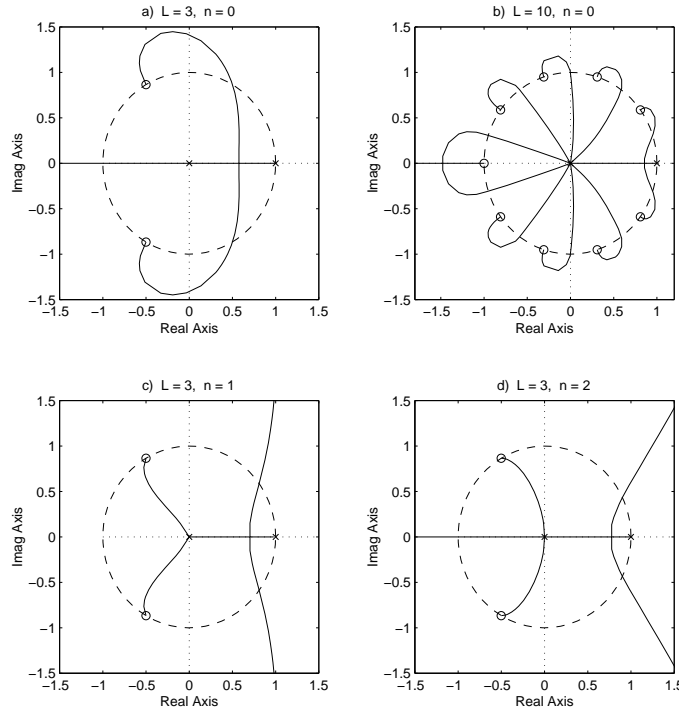 a) L = 3, n = 0
1.5
1
0.5
0
−0.5
−1
−1.5
Imag Axis
−1.5 −1 −0.5 0 0.5 1 1.5
Real Axis
b) L = 10, n = 0
1.5
1
0.5
0
−0.5
−1
−1.5
Imag Axis
−1.5 −1 −0.5 0 0.5 1
Real Axis
c) L = 3, n = 1
1.5
1
0.5
0
−0.5
−1
−1.5
Imag Axis
−1.5 −1 −0.5 0 0.5 1 1.5
Real Axis
d) L = 3, n = 2
1.5
1
0.5
0
−0.5
−1
−1.5
Imag Axis
−1.5 −1 −0.5 0 0.5 1 1.5
Real Axis